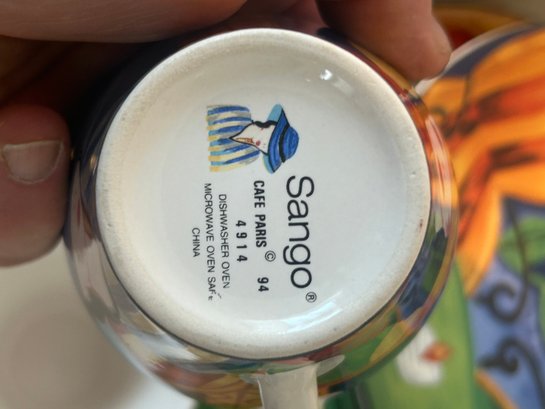 Sango®
CAFE PARIS © 94
4914
DISHWASHER OVEN
MICROWAVE OVEN SAFE
CHINA